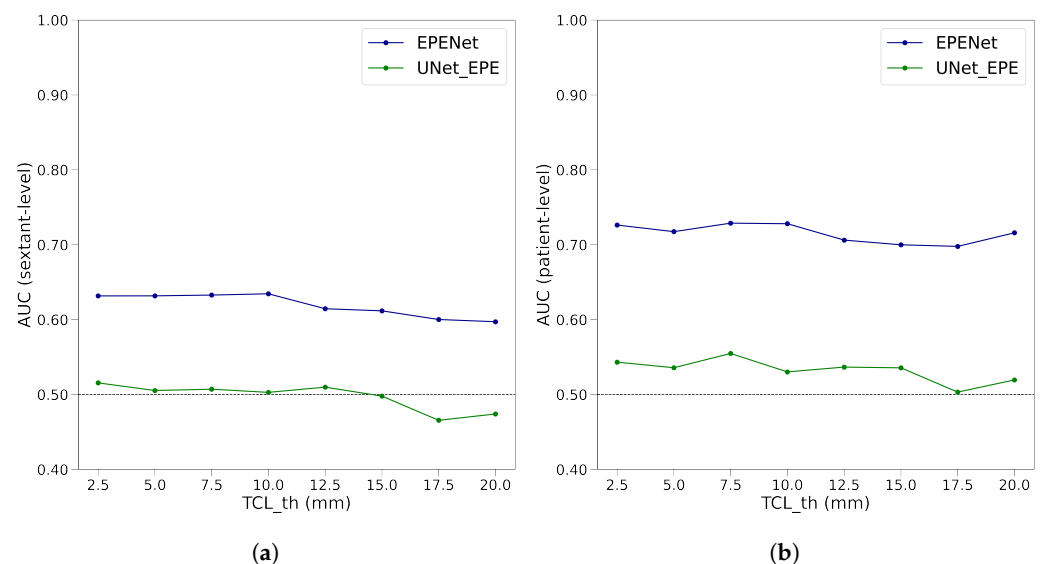 1.00
0.90
0.80
0.70
0.60
0.50
0.40
AUC (sextant-level)
EPENet
UNet_EPE
2.5 5.0 7.5 10.0 12.5 15.0 17.5 20.0
TCL_th (mm)
(a)
1.00
0.90
0.80
0.70
0.60
0.50
0.40
AUC (patient-level)
EPENet
UNet_EPE
2.5 5.0 7.5 10.0 12.5 15.0 17.5 20.0
TCL_th (mm)
(b)